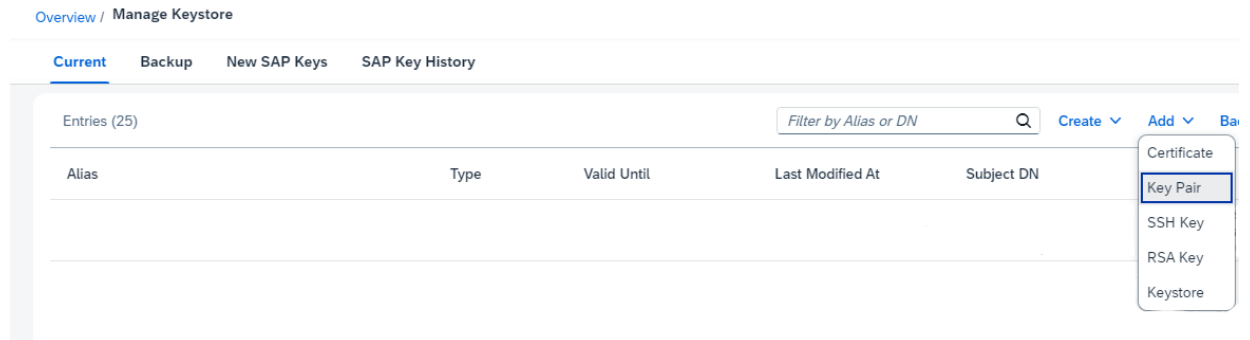 Overview / Manage Keystore
Current Backup New SAP Keys SAP Key History
Entries (25) Filter by Alias or DN Create Add
Alias Type Valid Until Last Modified At Subject DN
Certificate
Key Pair
SSH Key
RSA Key
Keystore